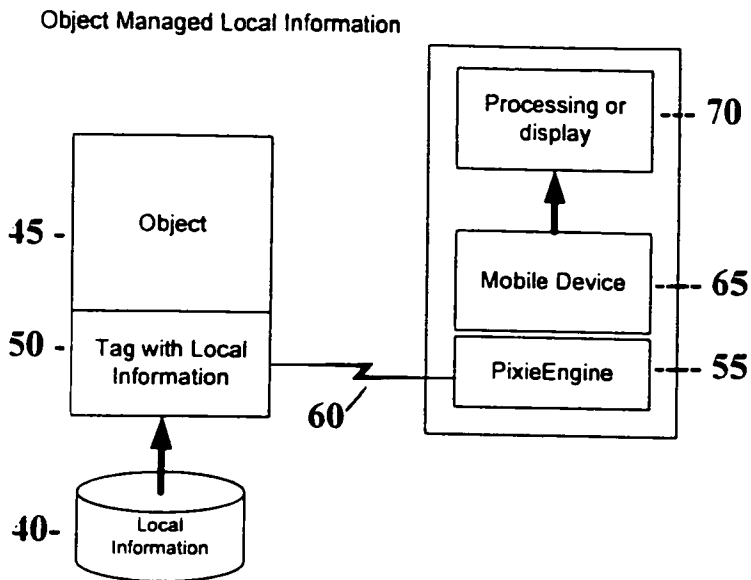 Object Managed Local Information
Processing or
display
70
Object
45 -
Mobile Device
65
50 -
Tag with Local
Information
PixieEngine
55
60
40-
Local
Information